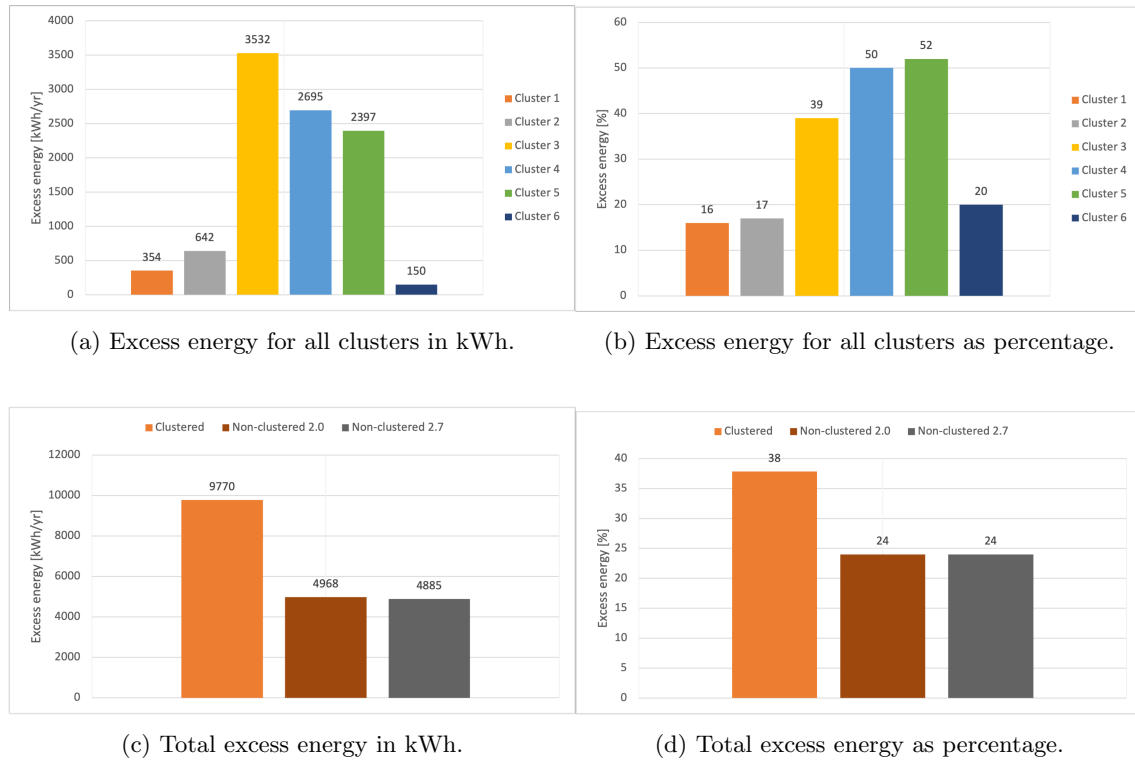 4000
3500
3000
2500
2000
1500
1000
500
0
Excess energy [kWh/yr]
354
642
3532
2695
2397
150
Cluster 1
Cluster 2
Cluster 3
Cluster 4
Cluster 5
Cluster 6
(a) Excess energy for all clusters in kWh.
60
50
40
30
20
10
0
Excess energy [%]
16
17
39
50
52
20
Cluster 1
Cluster 2
Cluster 3
Cluster 4
Cluster 5
Cluster 6
(b) Excess energy for all clusters as percentage.
Clustered Non-clustered 2.0 Non-clustered 2.7
12000
10000
8000
6000
4000
2000
0
Excess energy [kWh/yr]
9770
4968
4885
(c) Total excess energy in kWh.
Clustered Non-clustered 2.0 Non-clustered 2.7
40
35
30
25
20
15
10
5
0
Excess energy [%]
38
24
24
(d) Total excess energy as percentage.